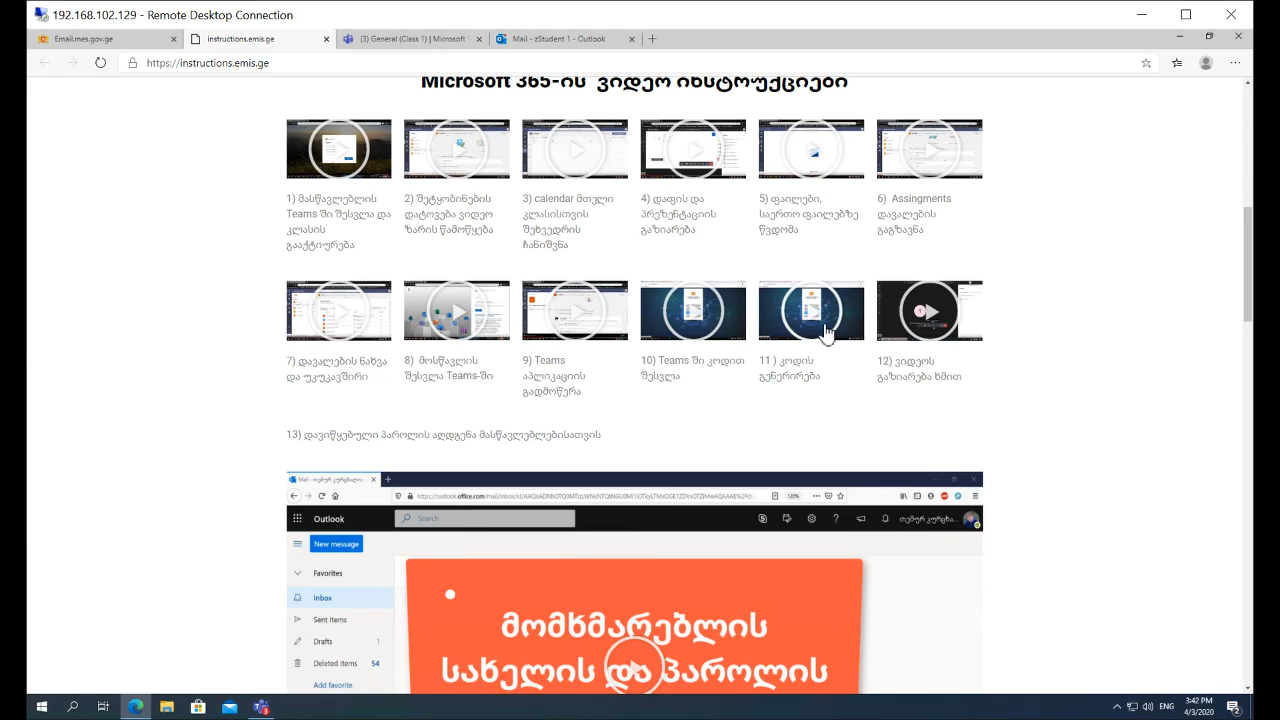 192.168.102.129 - Remote Desktop Connection
Email.mes.gov.ge
instructions.emis.ge
(3) General (Class 1) | Microsoft
Mail - zStudent 1 - Outlook
https://instructions.emis.ge
Microsoft 365-ის ვიდეო ინსტრუქციები
1) მასწავლებლის
Teams ში შესვლა და
კლასის
გააქტიურება
2) შეტყობინების
დატოვება ვიდეო
ზარის წამოწყება
3) calendar მთელი
კლასისთვის
შეხვედრის
ჩანიშვნა
4) დაფის და
პრეზენტაციის
გაზიარება
5) ფაილები,
საერთო ფაილებზე
წვდომა
6) Assingments
დავალების
გაგზავნა
7) დავალების ნახვა
და უკუკავშირი
8) მოსწავლის
შესვლა Teams-ში
9) Teams
აპლიკაციის
გადმოწერა
10) Teams ში კოდით
შესვლა
11 ) კოდის
გენერირება
12) ვიდეოს
გაზიარება ხმით
13) დავიწყებული პაროლის აღდგენა მასწავლებლებისათვის
120%
Outlook
Search
New message
Favorites
Inbox
Sent Items
Drafts 1
Deleted Items 54
Add favorite
მომხმარებლის
სახელის და პაროლის
ENG
3:42 PM
4/3/2020